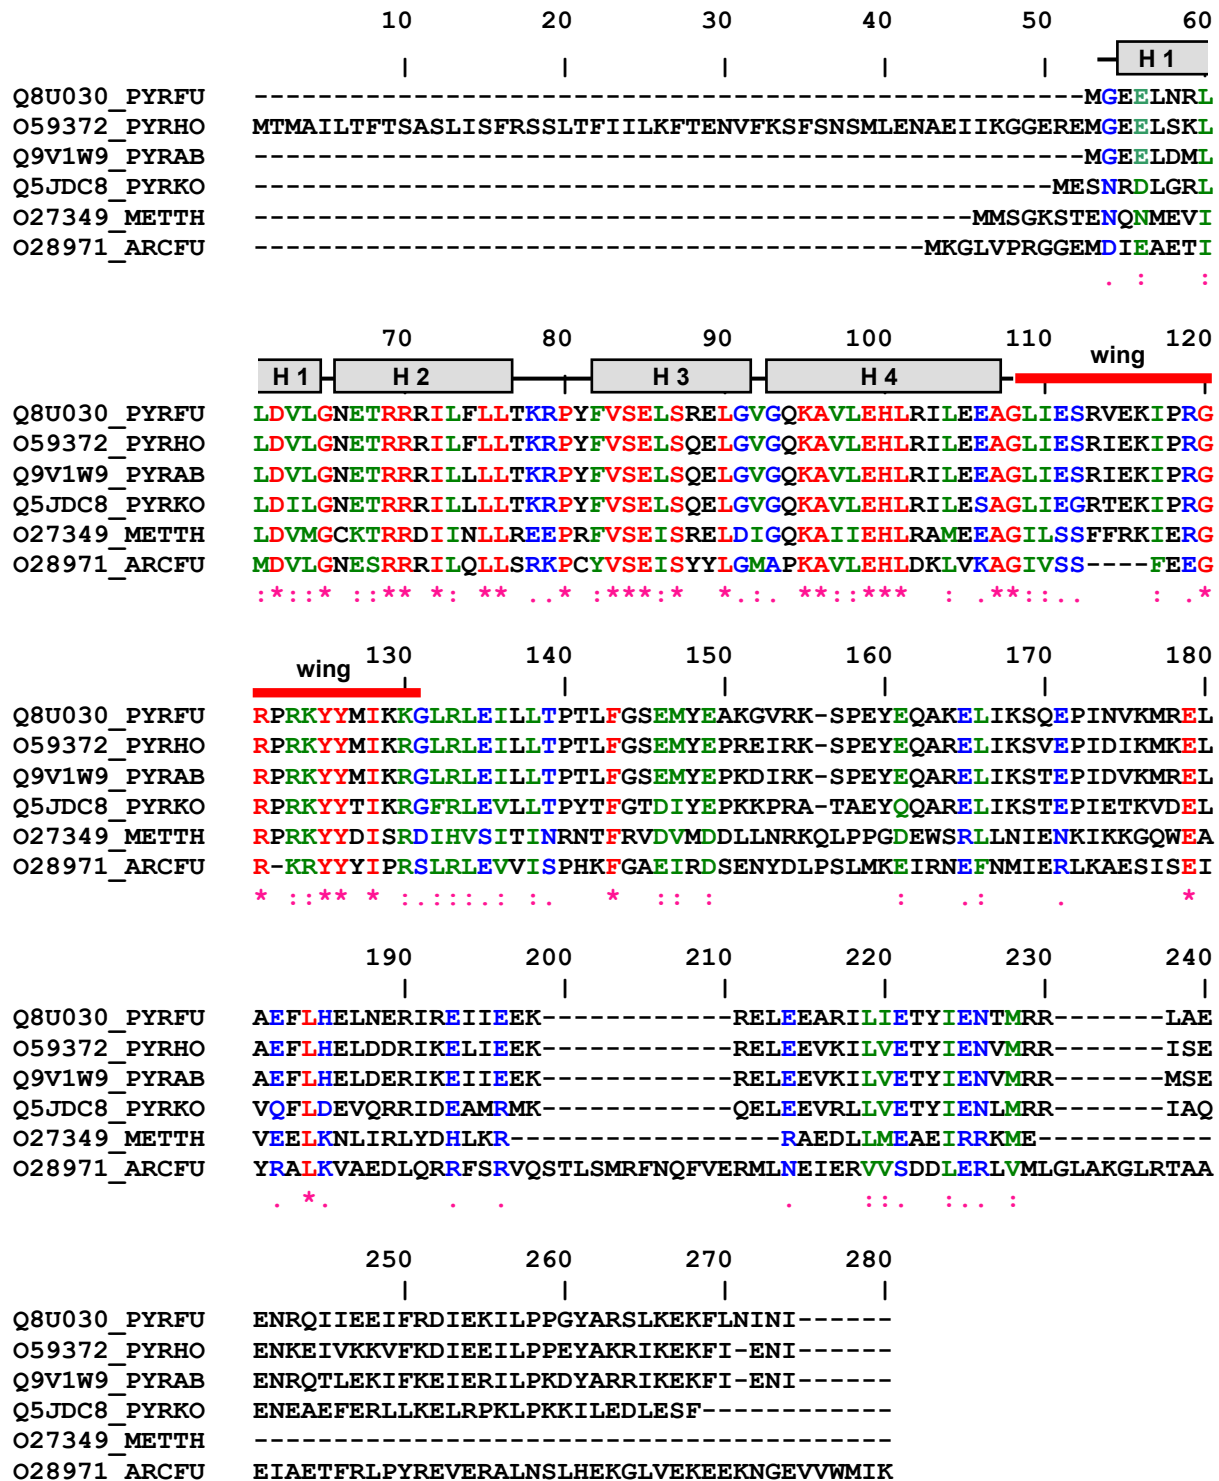 10 20 30 40 50 60
H 1
Q8U030_PYRFU ----------------------------------------------------MGEELNRL
O59372_PYRHO MTMAILTFTSASLISFRSSLTFIILKFTENVFKSFSNSMLENAEIIKGGEREMGEELSKL
Q9V1W9_PYRAB ----------------------------------------------------MGEELDML
Q5JDC8_PYRKO --------------------------------------------------MESNRDLGRL
O27349_METTH ---------------------------------------------MMSGKSTENQNMEVI
O28971_ARCFU ------------------------------------------MKGLVPRGGEMDIEAETI
. : :
70 80 90 100 110 120
H 1 H 2 H 3 H 4 wing
Q8U030_PYRFU LDVLGNETRRRILFLLTKRPYFVSELSRELGVGQKAVLEHLRILEEAGLIESRVEKIPRG
O59372_PYRHO LDVLGNETRRRILFLLTKRPYFVSELSQELGVGQKAVLEHLRILEEAGLIESRIEKIPRG
Q9V1W9_PYRAB LDVLGNETRRRILLLLTKRPYFVSELSQELGVGQKAVLEHLRILEEAGLIESRIEKIPRG
Q5JDC8_PYRKO LDILGNETRRRILLLLTKRPYFVSELSQELGVGQKAVLEHLRILESAGLIEGRTEKIPRG
O27349_METTH LDVMGCKTRRDIINLLREEPRFVSEISRELDIGQKAIIEHLRAMEEAGILSSFFRKIERG
O28971_ARCFU MDVLGNESRRRILQLLSRKPCYVSEISYYLGMAPKAVLEHLDKLVKAGIVSS----FEEG
:*::* ::** *: ** ..* :***:* *.:. **::*** : .**::.. : .*
130 140 150 160 170 180
wing
Q8U030_PYRFU RPRKYYMIKKGLRLEILLTPTLFGSEMYEAKGVRK-SPEYEQAKELIKSQEPINVKMREL
O59372_PYRHO RPRKYYMIKRGLRLEILLTPTLFGSEMYEPREIRK-SPEYEQARELIKSVEPIDIKMKEL
Q9V1W9_PYRAB RPRKYYMIKRGLRLEILLTPTLFGSEMYEPKDIRK-SPEYEQARELIKSTEPIDVKMREL
Q5JDC8_PYRKO RPRKYYTIKRGFRLEVLLTPYTFGTDIYEPKKPRA-TAEYQQARELIKSTEPIETKVDEL
O27349_METTH RPRKYYDISRDIHVSITINRNTFRVDVMDDLLNRKQLPPGDEWSRLLNIENKIKKGQWEA
O28971_ARCFU R-KRYYYIPRSLRLEVVISPHKFGAEIRDSENYDLPSLMKEIRNEFNMIERLKAESISEI
* ::** * :.:::.: :. * :: : : .: . *
190 200 210 220 230 240
Q8U030_PYRFU AEFLHELNERIREIIEEK------------RELEEARILIETYIENTMRR-------LAE
O59372_PYRHO AEFLHELDDRIKELIEEK------------RELEEVKILVETYIENVMRR-------ISE
Q9V1W9_PYRAB AEFLHELDERIKEIIEEK------------RELEEVKILVETYIENVMRR-------MSE
Q5JDC8_PYRKO VQFLDEVQRRIDEAMRMK------------QELEEVRLLVETYIENLMRR-------IAQ
O27349_METTH VEELKNLIRLYDHLKR-----------------RAEDLLMEAEIRRKME-----------
O28971_ARCFU YRALKVAEDLQRRFSRVQSTLSMRFNQFVERMLNEIERVVSDDLERLVMLGLAKGLRTAA
. *. . . . ::. :.. :
250 260 270 280
Q8U030_PYRFU ENRQIIEEIFRDIEKILPPGYARSLKEKFLNINI------
O59372_PYRHO ENKEIVKKVFKDIEEILPPEYAKRIKEKFI-ENI------
Q9V1W9_PYRAB ENRQTLEKIFKEIERILPKDYARRIKEKFI-ENI------
Q5JDC8_PYRKO ENEAEFERLLKELRPKLPKKILEDLESF------------
O27349_METTH ----------------------------------------
O28971_ARCFU EIAETFRLPYREVERALNSLHEKGLVEKEEKNGEVVWMIK